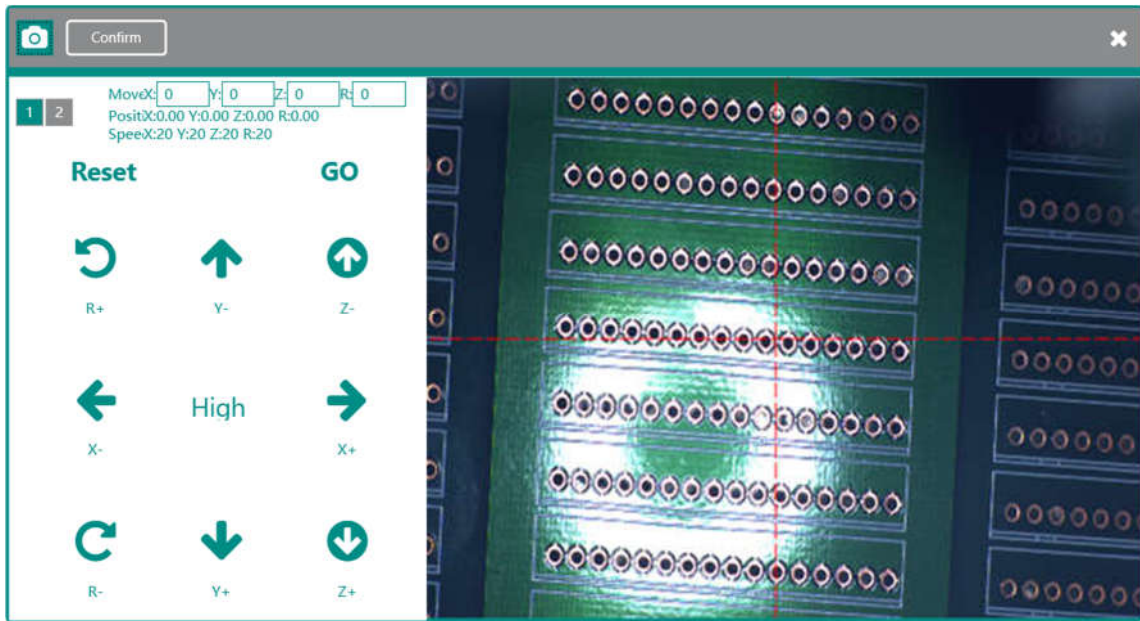 Confirm
1 2
MoveX: 0 Y: 0 Z: 0 R: 0
PositiX:0.00 Y:0.00 Z:0.00 R:0.00
SpeeX:20 Y:20 Z:20 R:20
Reset GO
R+ Y- Z-
High
X- X+
R- Y+ Z+